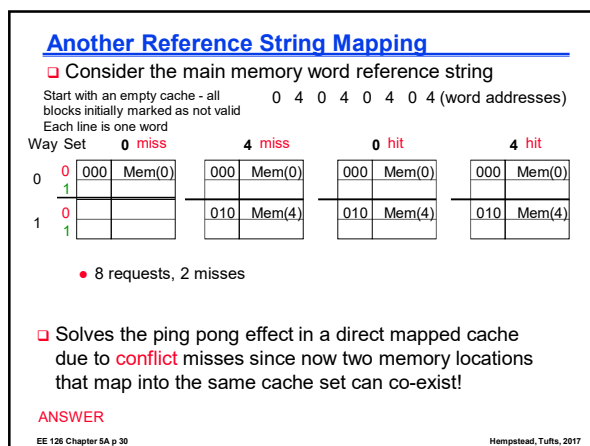 Another Reference String Mapping
Consider the main memory word reference string
Start with an empty cache - all blocks initially marked as not valid
0 4 0 4 0 4 0 4 (word addresses)
Each line is one word
Way Set 0 miss 4 miss 0 hit 4 hit
0 0 000 Mem(0) 000 Mem(0) 000 Mem(0) 000 Mem(0)
1
1 0 010 Mem(4) 010 Mem(4) 010 Mem(4)
1
8 requests, 2 misses
Solves the ping pong effect in a direct mapped cache
due to conflict misses since now two memory locations
that map into the same cache set can co-exist!
ANSWER
EE 126 Chapter 5A p 30 Hempstead, Tufts, 2017